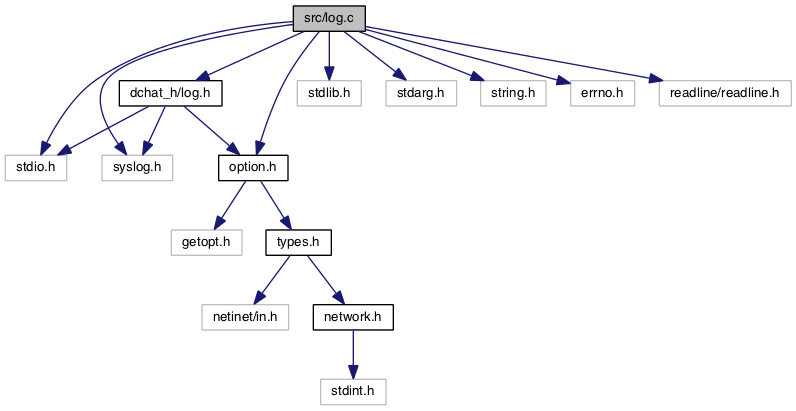 src/log.c
dchat_h/log.h
stdlib.h
stdarg.h
string.h
errno.h
readline/readline.h
stdio.h
syslog.h
option.h
getopt.h
types.h
netinet/in.h
network.h
stdint.h